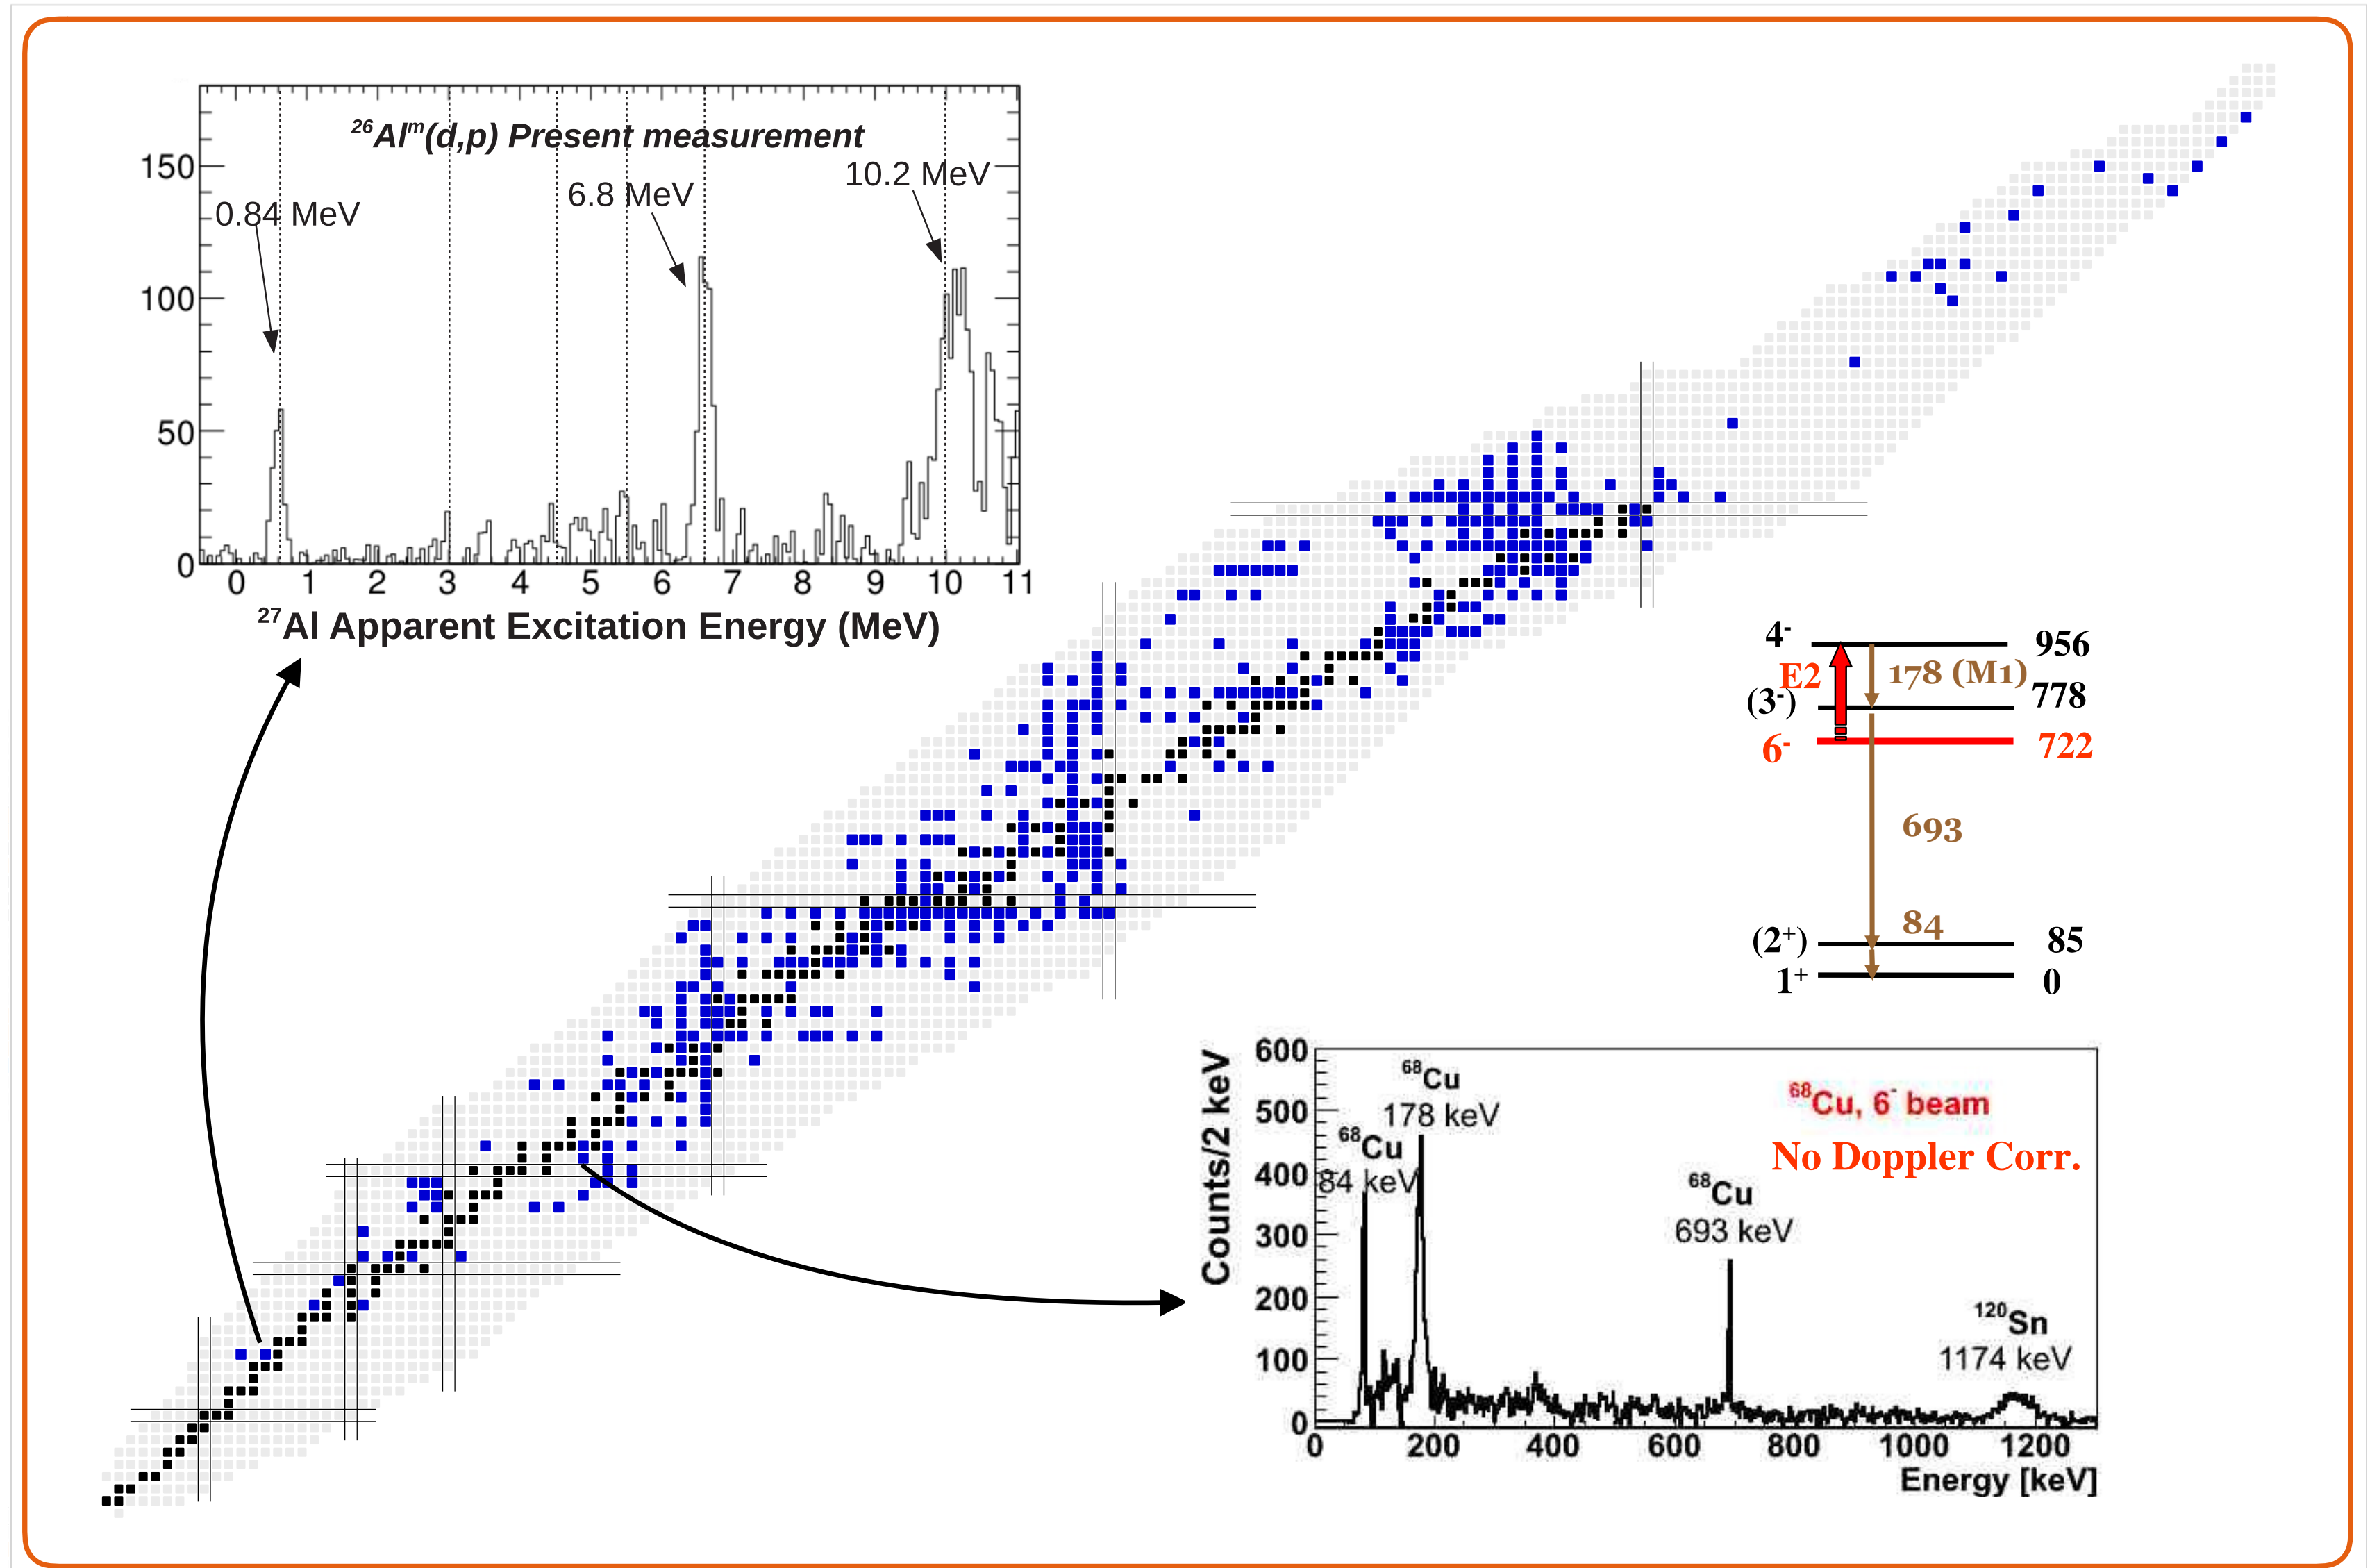 ²⁶Alᵐ(d,p) Present measurement
0.84 MeV
6.8 MeV
10.2 MeV
150
100
50
0
0 1 2 3 4 5 6 7 8 9 10 11
²⁷Al Apparent Excitation Energy (MeV)
4⁻ 956
E2 178 (M1)
(3⁻) 778
6⁻ 722
693
84
(2⁺) 85
1⁺ 0
Counts/2 keV
600
500
400
300
200
100
0
⁶⁸Cu
178 keV
⁶⁸Cu
84 keV
⁶⁸Cu, 6⁻ beam
No Doppler Corr.
⁶⁸Cu
693 keV
¹²⁰Sn
1174 keV
0 200 400 600 800 1000 1200
Energy [keV]